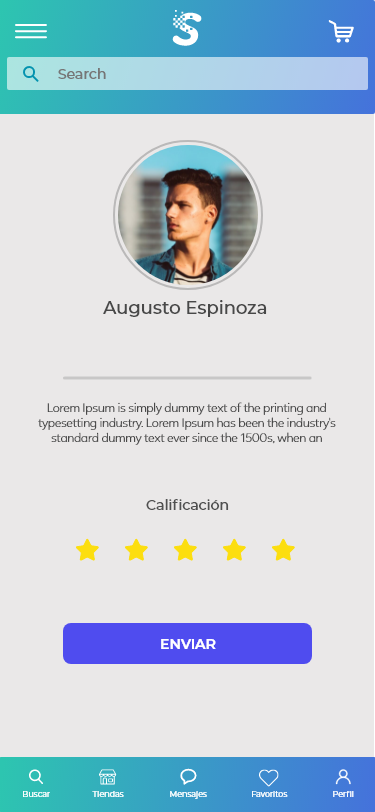 S
Search
Augusto Espinoza
Lorem Ipsum is simply dummy text of the printing and
typesetting industry. Lorem Ipsum has been the industry's
standard dummy text ever since the 1500s, when an
Calificación
ENVIAR
Buscar Tiendas Mensajes Favoritos Perfil